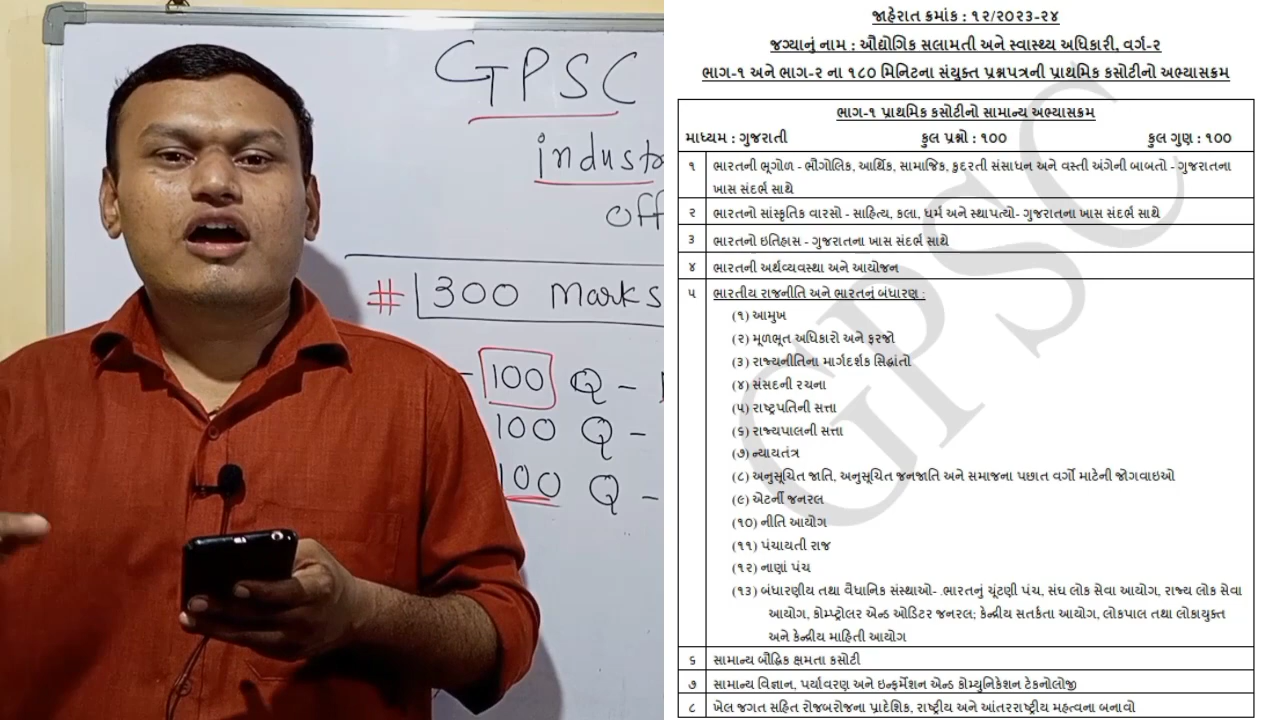 GPSC
indust
off
# 300 marks
- 100 Q -
100 Q -
100 Q -
જાહેરાત ક્રમાંક : ૧૨/૨૦૨૩-૨૪
જગ્યાનું નામ : ઔદ્યોગિક સલામતી અને સ્વાસ્થ્ય અધિકારી, વર્ગ-૨
ભાગ-૧ અને ભાગ-૨ ના ૧૮૦ મિનિટના સંયુક્ત પ્રશ્નપત્રની પ્રાથમિક કસોટીનો અભ્યાસક્રમ
ભાગ-૧ પ્રાથમિક કસોટીનો સામાન્ય અભ્યાસક્રમ
માધ્યમ : ગુજરાતી કુલ પ્રશ્નો : ૧૦૦ કુલ ગુણ : ૧૦૦
૧ ભારતની ભૂગોળ - ભૌગોલિક, આર્થિક, સામાજિક, કુદરતી સંસાધન અને વસ્તી અંગેની બાબતો - ગુજરાતના
ખાસ સંદર્ભ સાથે
૨ ભારતનો સાંસ્કૃતિક વારસો - સાહિત્ય, કલા, ધર્મ અને સ્થાપત્યો- ગુજરાતના ખાસ સંદર્ભ સાથે
૩ ભારતનો ઇતિહાસ - ગુજરાતના ખાસ સંદર્ભ સાથે
૪ ભારતની અર્થવ્યવસ્થા અને આયોજન
૫ ભારતીય રાજનીતિ અને ભારતનું બંધારણ :
(૧) આમુખ
(૨) મૂળભૂત અધિકારો અને ફરજો
(૩) રાજ્યનીતિના માર્ગદર્શક સિદ્ધાંતો
(૪) સંસદની રચના
(૫) રાષ્ટ્રપતિની સત્તા
(૬) રાજ્યપાલની સત્તા
(૭) ન્યાયતંત્ર
(૮) અનુસૂચિત જાતિ, અનુસૂચિત જનજાતિ અને સમાજના પછાત વર્ગો માટેની જોગવાઇઓ
(૯) એટર્ની જનરલ
(૧૦) નીતિ આયોગ
(૧૧) પંચાયતી રાજ
(૧૨) નાણાં પંચ
(૧૩) બંધારણીય તથા વૈધાનિક સંસ્થાઓ- .ભારતનું ચૂંટણી પંચ, સંઘ લોક સેવા આયોગ, રાજ્ય લોક સેવા
આયોગ, કોમ્પ્ટ્રોલર એન્ડ ઓડિટર જનરલ; કેન્દ્રીય સતર્કતા આયોગ, લોકપાલ તથા લોકાયુક્ત
અને કેન્દ્રીય માહિતી આયોગ
૬ સામાન્ય બૌદ્ધિક ક્ષમતા કસોટી
૭ સામાન્ય વિજ્ઞાન, પર્યાવરણ અને ઇન્ફર્મેશન એન્ડ કોમ્યુનિકેશન ટેકનોલોજી
૮ ખેલ જગત સહિત રોજબરોજના પ્રાદેશિક, રાષ્ટ્રીય અને આંતરરાષ્ટ્રીય મહત્વના બનાવો
GPSC